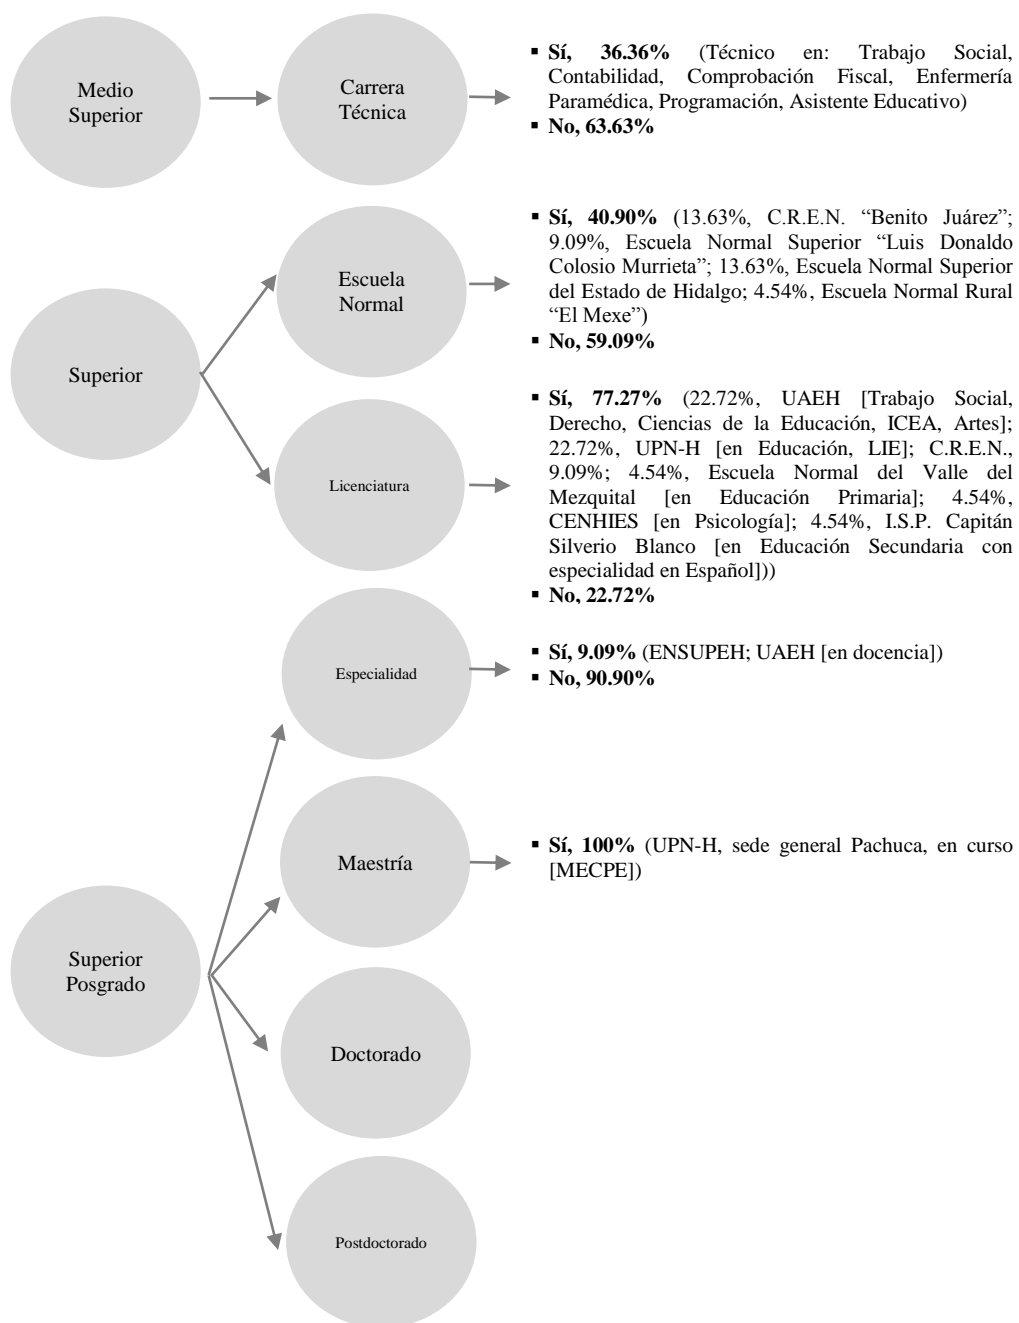 Medio
Superior
Carrera
Técnica
▪ Sí, 36.36% (Técnico en: Trabajo Social,
Contabilidad, Comprobación Fiscal, Enfermería
Paramédica, Programación, Asistente Educativo)
▪ No, 63.63%
Superior
Escuela
Normal
▪ Sí, 40.90% (13.63%, C.R.E.N. “Benito Juárez”;
9.09%, Escuela Normal Superior “Luis Donaldo
Colosio Murrieta”; 13.63%, Escuela Normal Superior
del Estado de Hidalgo; 4.54%, Escuela Normal Rural
“El Mexe”)
▪ No, 59.09%
Licenciatura
▪ Sí, 77.27% (22.72%, UAEH [Trabajo Social,
Derecho, Ciencias de la Educación, ICEA, Artes];
22.72%, UPN-H [en Educación, LIE]; C.R.E.N.,
9.09%; 4.54%, Escuela Normal del Valle del
Mezquital [en Educación Primaria]; 4.54%,
CENHIES [en Psicología]; 4.54%, I.S.P. Capitán
Silverio Blanco [en Educación Secundaria con
especialidad en Español]))
▪ No, 22.72%
Superior
Posgrado
Especialidad
▪ Sí, 9.09% (ENSUPEH; UAEH [en docencia])
▪ No, 90.90%
Maestría
▪ Sí, 100% (UPN-H, sede general Pachuca, en curso
[MECPE])
Doctorado
Postdoctorado